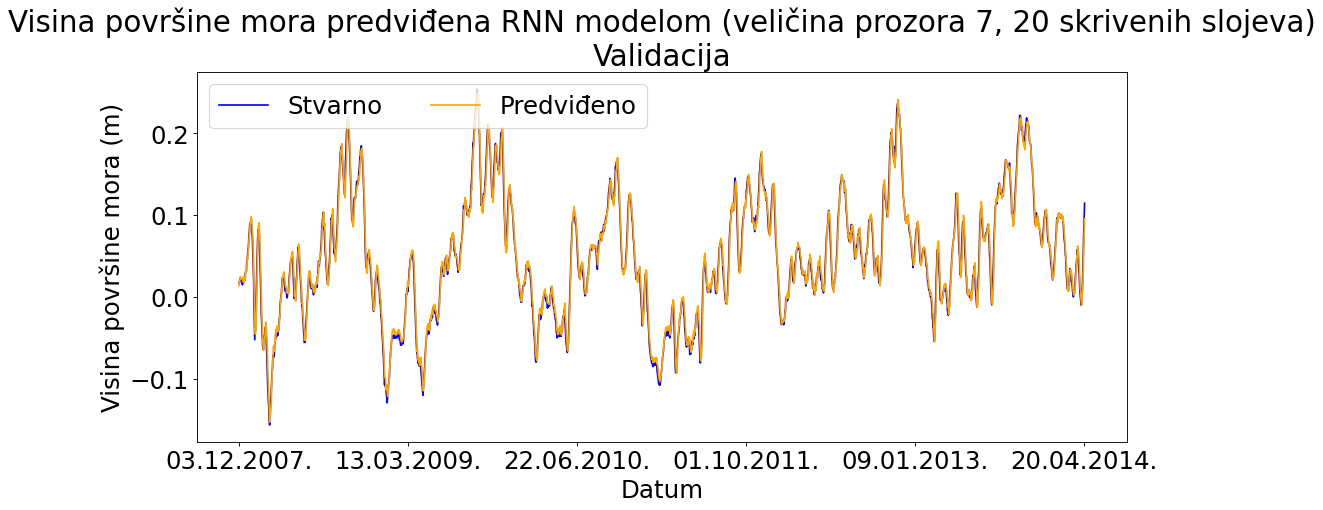 Visina površine mora predviđena RNN modelom (veličina prozora 7, 20 skrivenih slojeva)
Validacija
Stvarno Predviđeno
Visina površine mora (m)
0.2
0.1
0.0
−0.1
03.12.2007. 13.03.2009. 22.06.2010. 01.10.2011. 09.01.2013. 20.04.2014.
Datum